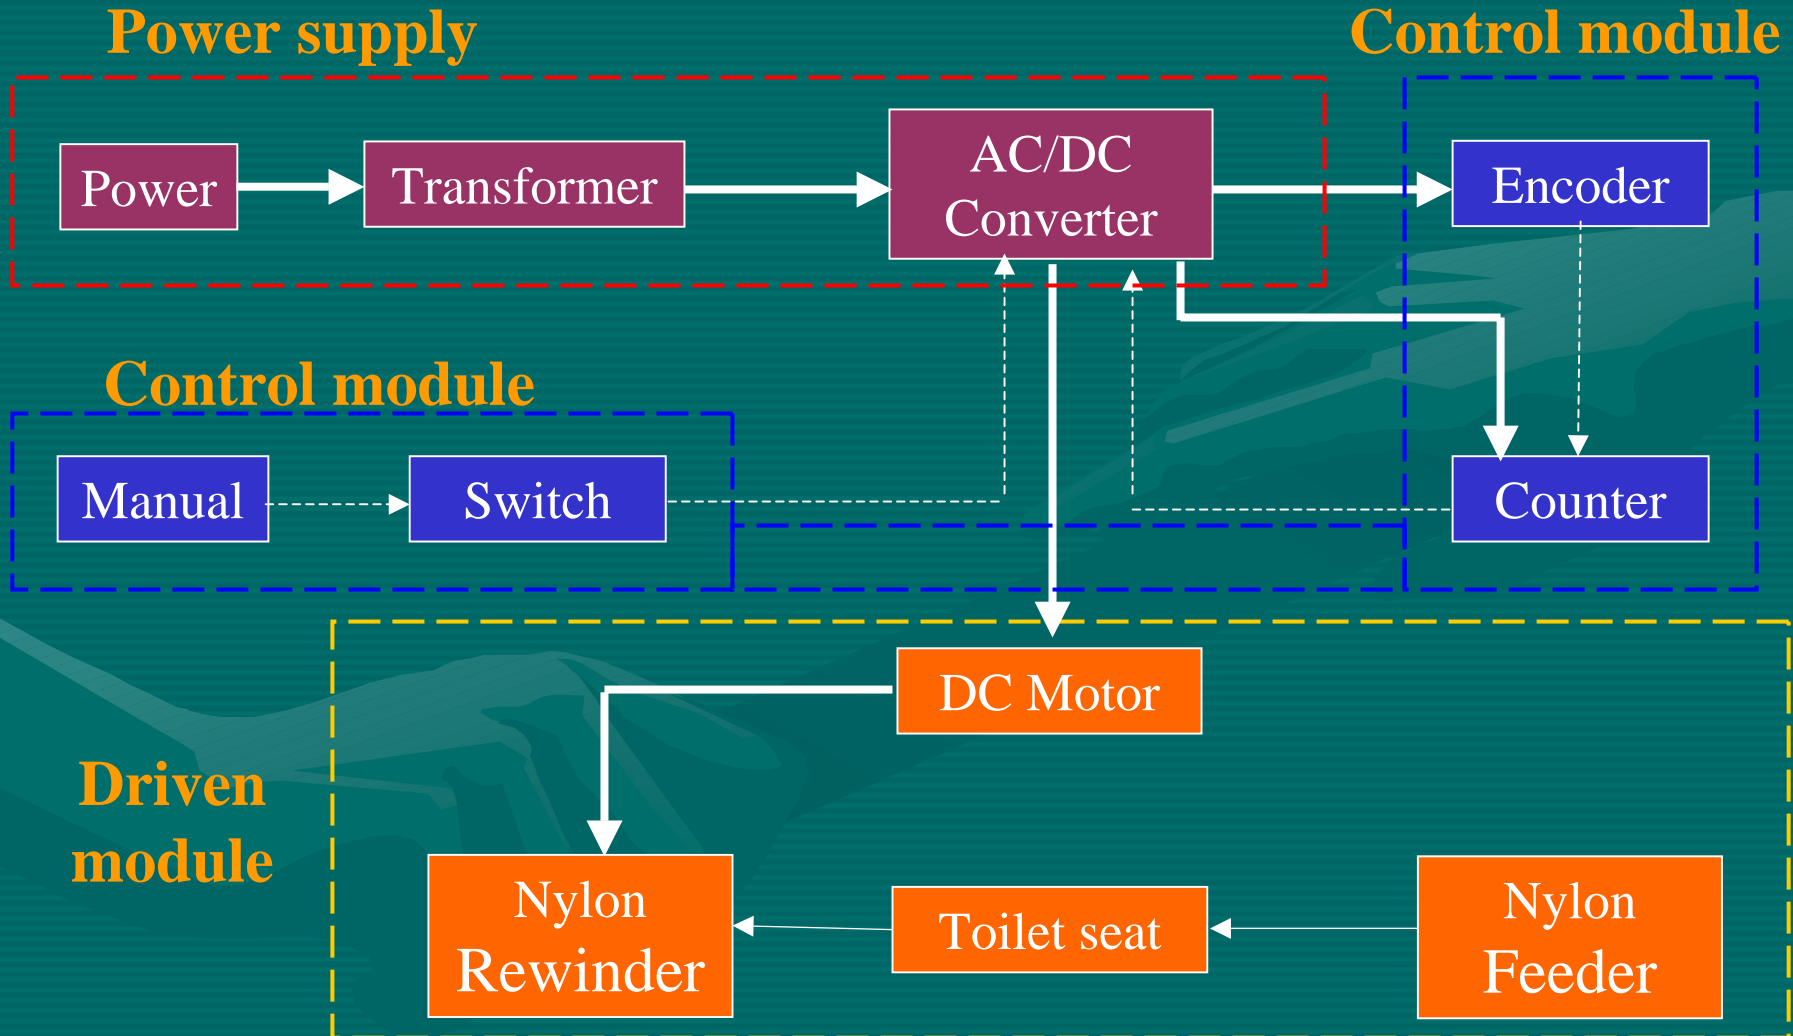 Power supply
Control module
Power
Transformer
AC/DC
Converter
Encoder
Control module
Manual
Switch
Counter
DC Motor
Driven
module
Nylon
Rewinder
Toilet seat
Nylon
Feeder